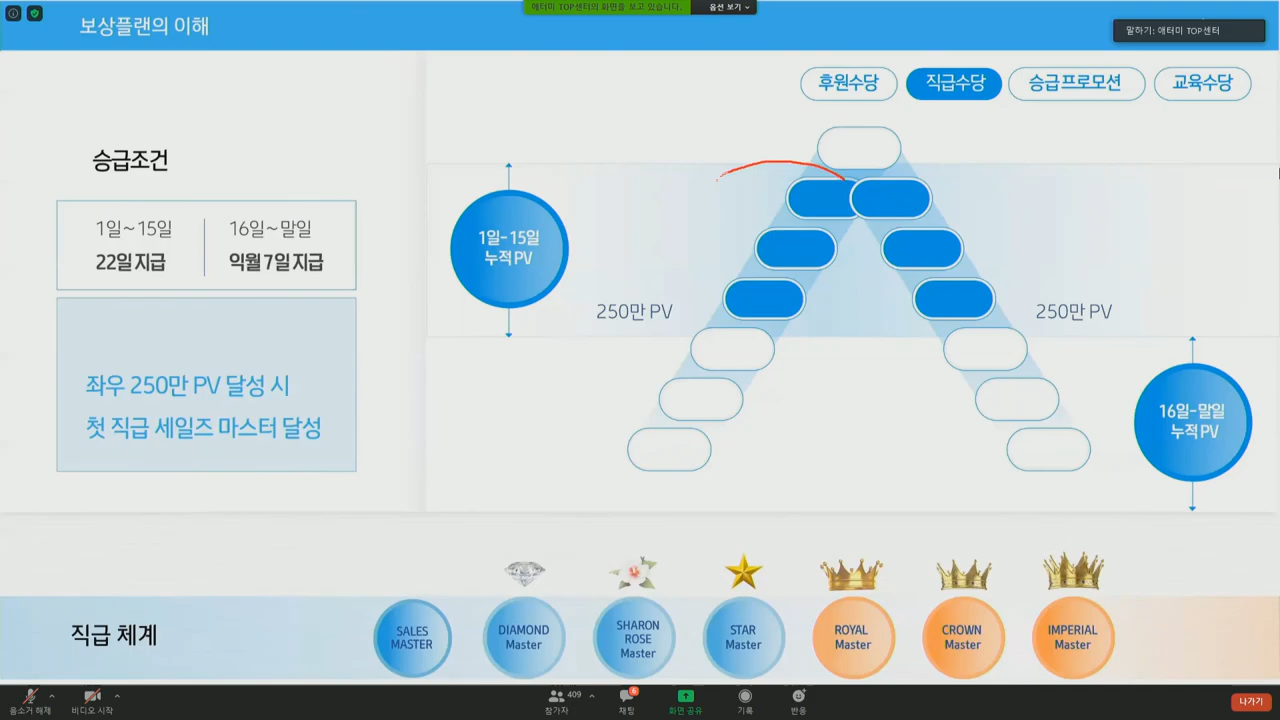 애터미 TOP센터의 화면을 보고 있습니다.
옵션 보기
보상플랜의 이해
말하기: 애터미 TOP센터
후원수당
직급수당
승급프로모션
교육수당
승급조건
1일~15일
22일 지급
16일~말일
익월 7일 지급
좌우 250만 PV 달성 시
첫 직급 세일즈 마스터 달성
1일-15일
누적 PV
250만 PV
250만 PV
16일-말일
누적 PV
직급 체계
SALES
MASTER
DIAMOND
Master
SHARON
ROSE
Master
STAR
Master
ROYAL
Master
CROWN
Master
IMPERIAL
Master
음소거 해제
비디오 시작
409
참가자
6
채팅
화면 공유
기록
반응
나가기